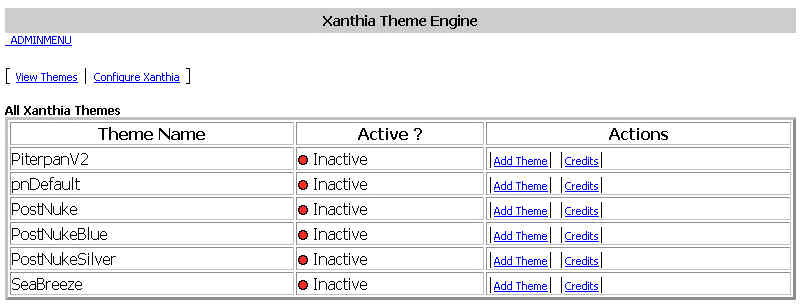 Xanthia Theme Engine
_ADMINMENU
[ View Themes | Configure Xanthia ]
All Xanthia Themes
Theme Name Active ? Actions
PiterpanV2 Inactive |Add Theme| |Credits|
pnDefault Inactive |Add Theme| |Credits|
PostNuke Inactive |Add Theme| |Credits|
PostNukeBlue Inactive |Add Theme| |Credits|
PostNukeSilver Inactive |Add Theme| |Credits|
SeaBreeze Inactive |Add Theme| |Credits|